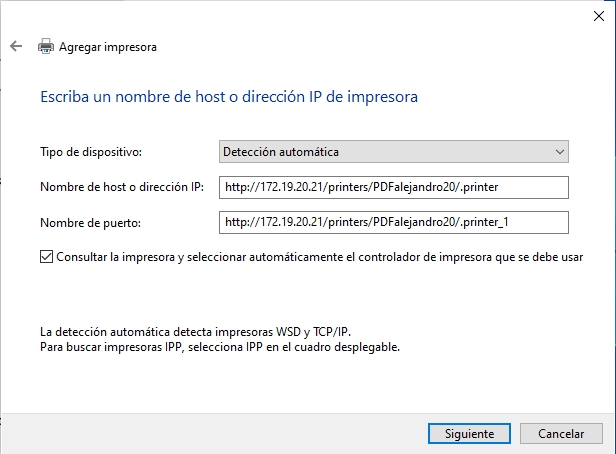 Agregar impresora
Escriba un nombre de host o dirección IP de impresora
Tipo de dispositivo: Detección automática
Nombre de host o dirección IP: http://172.19.20.21/printers/PDFalejandro20/.printer
Nombre de puerto: http://172.19.20.21/printers/PDFalejandro20/.printer_1
Consultar la impresora y seleccionar automáticamente el controlador de impresora que se debe usar
La detección automática detecta impresoras WSD y TCP/IP.
Para buscar impresoras IPP, selecciona IPP en el cuadro desplegable.
Siguiente Cancelar